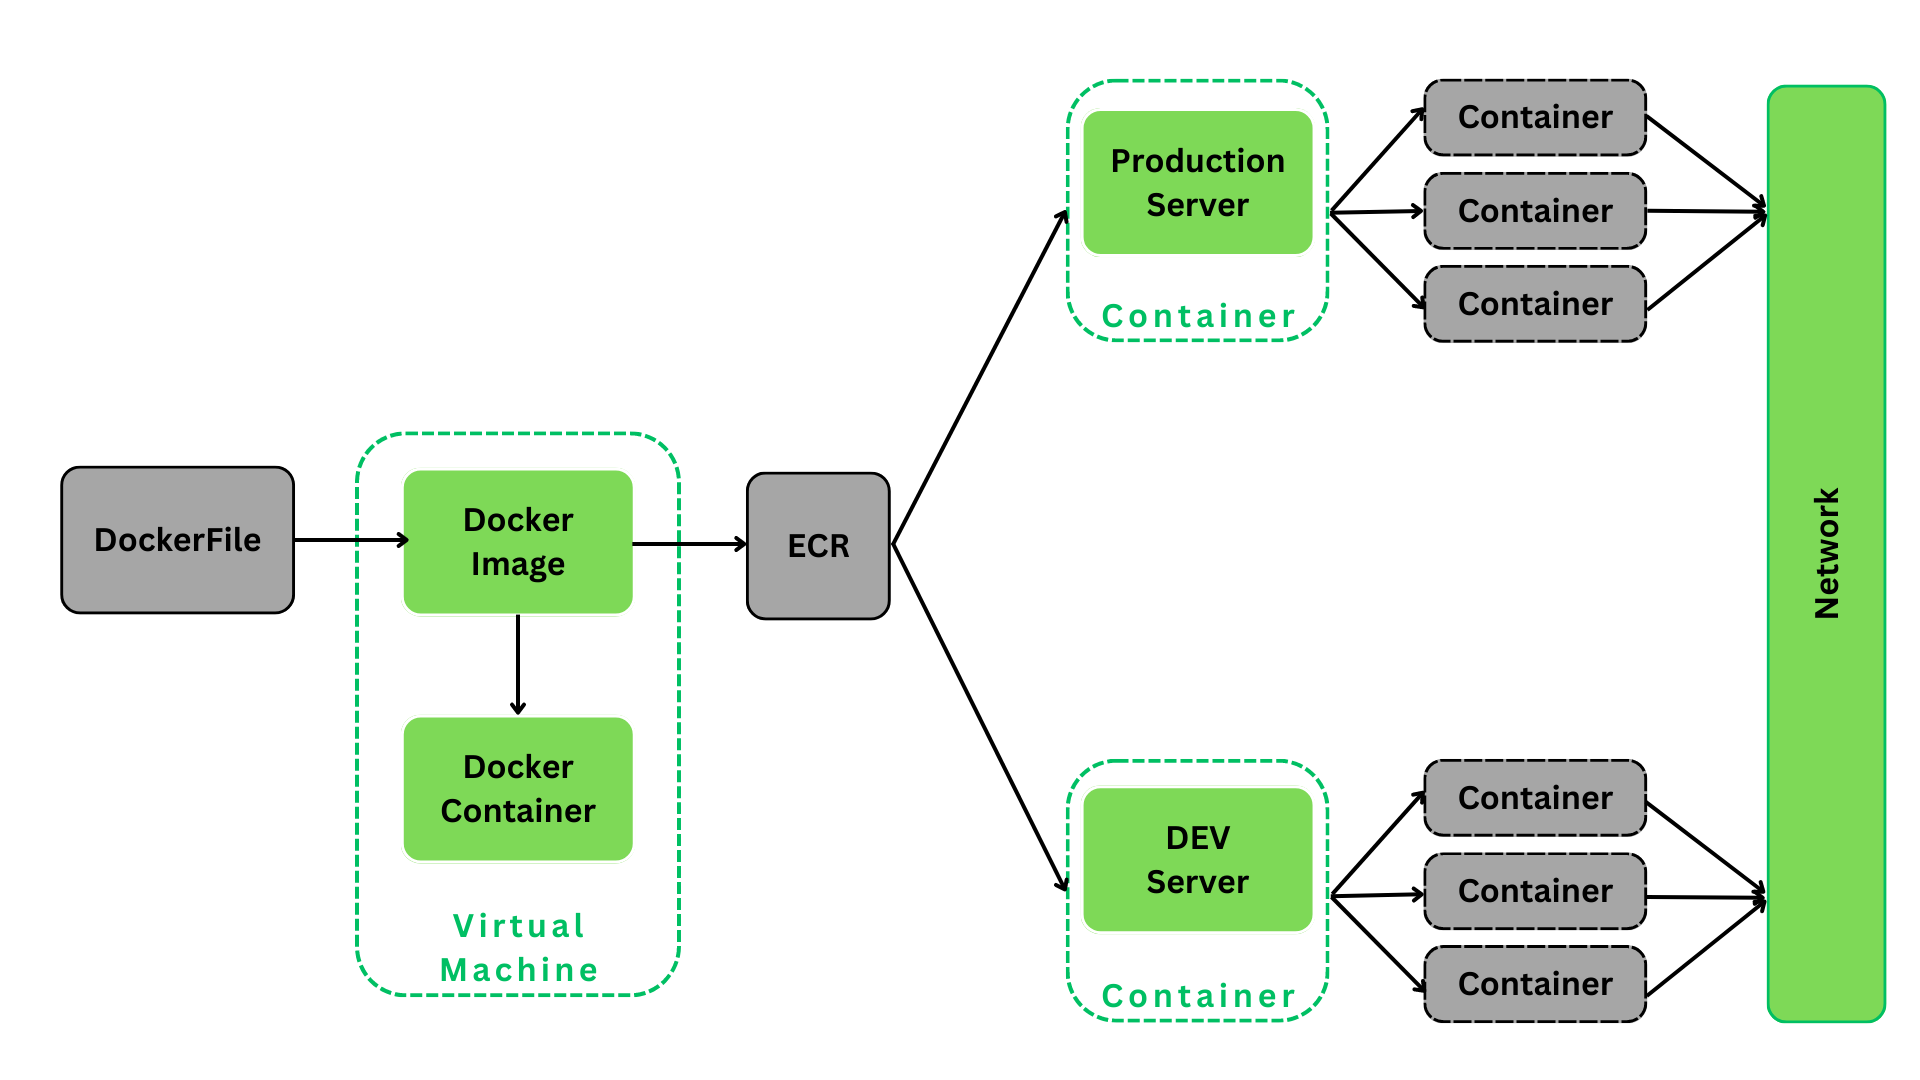 DockerFile
Docker
Image
Docker
Container
Virtual
Machine
ECR
Production
Server
Container
Container
Container
Container
DEV
Server
Container
Container
Container
Container
Network